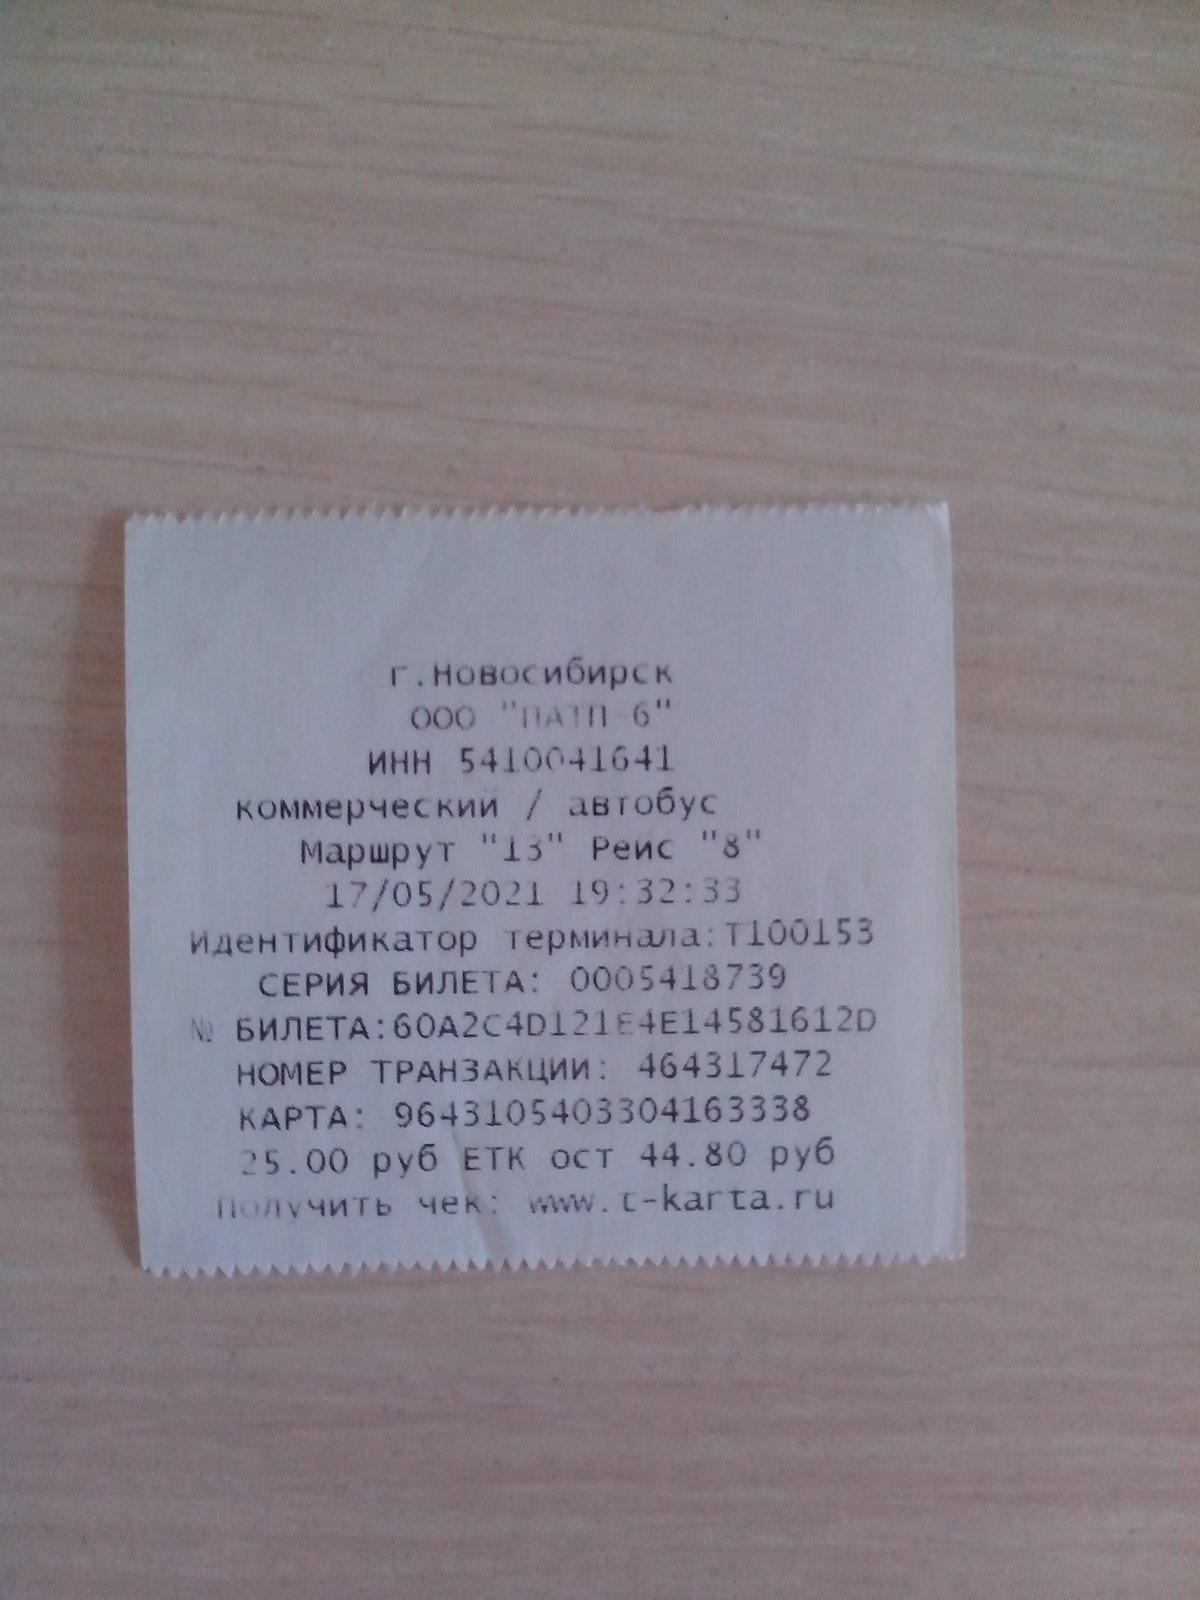 г.Новосибирск
ООО "ПАТП-6"
ИНН 5410041641
коммерческий / автобус
Маршрут "13" Рейс "8"
17/05/2021 19:32:33
Идентификатор терминала:Т100153
СЕРИЯ БИЛЕТА: 0005418739
№ БИЛЕТА:60A2C4D121E4E14581612D
НОМЕР ТРАНЗАКЦИИ: 464317472
КАРТА: 9643105403304163338
25.00 руб ЕТК ост 44.80 руб
Получить чек: www.t-karta.ru